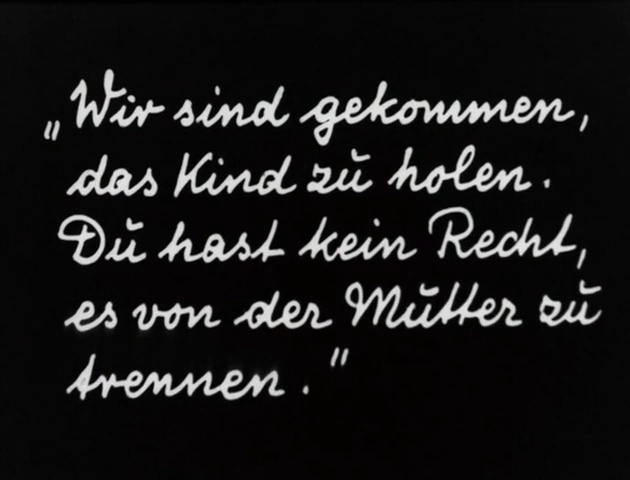 „Wir sind gekommen,
das Kind zu holen.
Du hast kein Recht,
es von der Mutter zu
trennen."